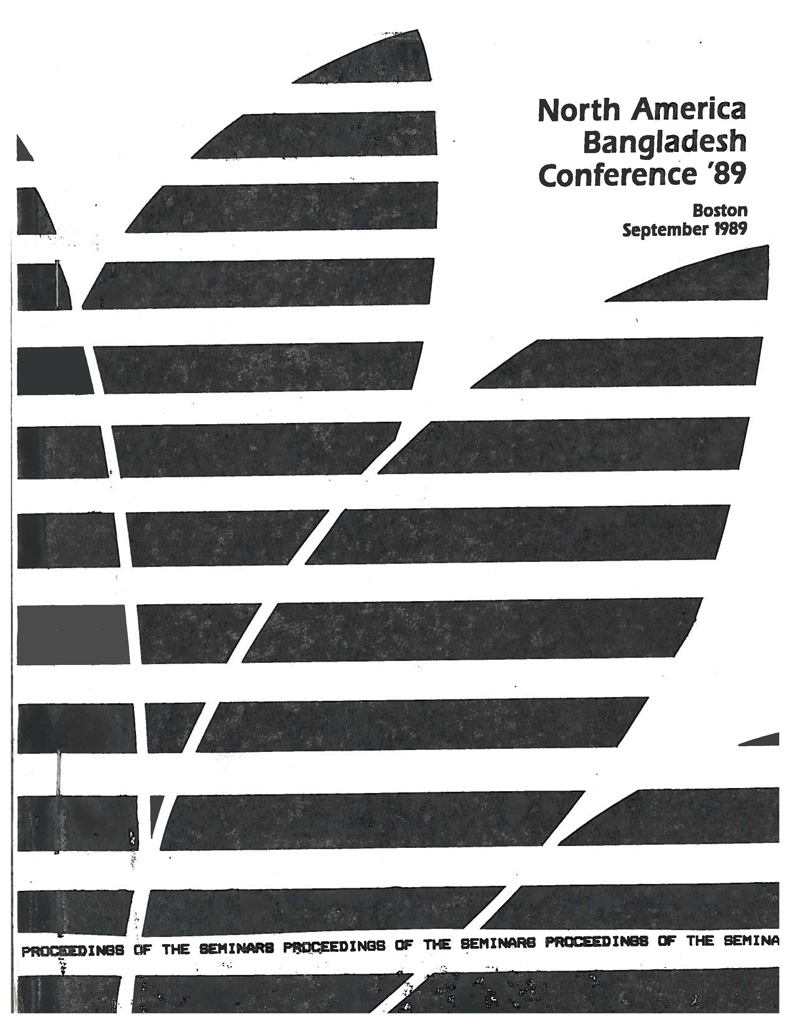 North America
Bangladesh
Conference '89
Boston
September 1989
PROCEEDINGS OF THE SEMINARS PROCEEDINGS OF THE SEMINARS PROCEEDINGS OF THE SEMINA